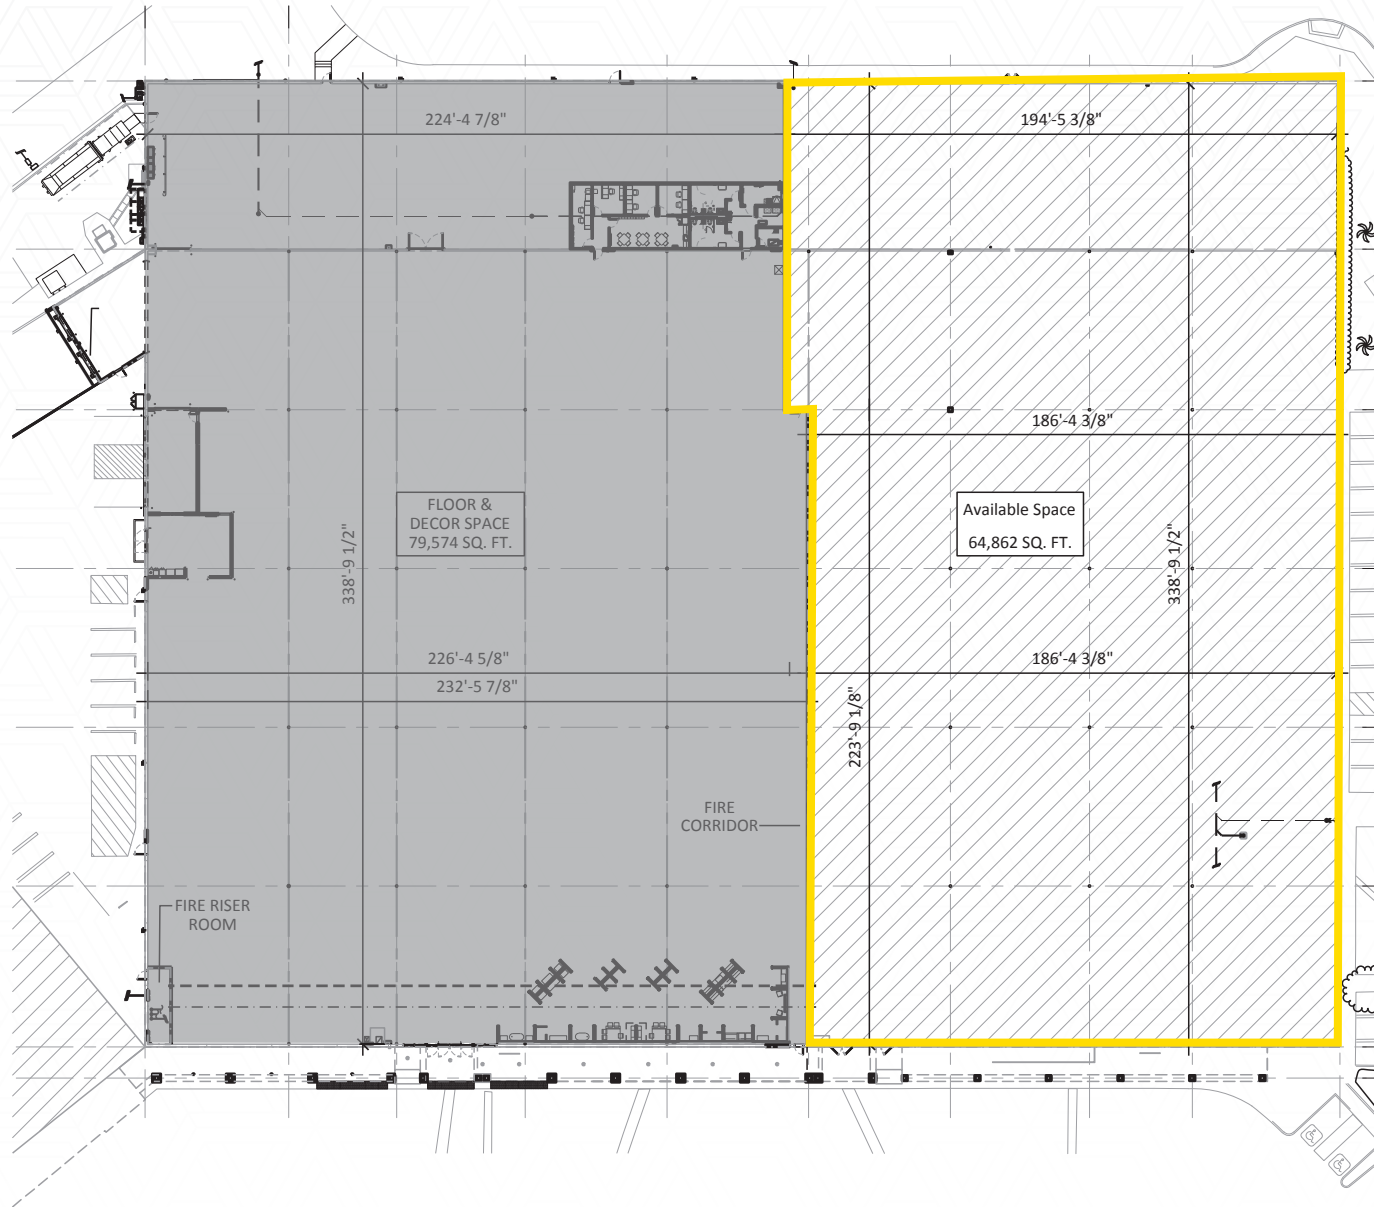 224'-4 7/8"
194'-5 3/8"
186'-4 3/8"
FLOOR &
DECOR SPACE
79,574 SQ. FT.
Available Space
64,862 SQ. FT.
338'-9 1/2"
338'-9 1/2"
226'-4 5/8"
186'-4 3/8"
232'-5 7/8"
223'-9 1/8"
FIRE
CORRIDOR
FIRE RISER
ROOM